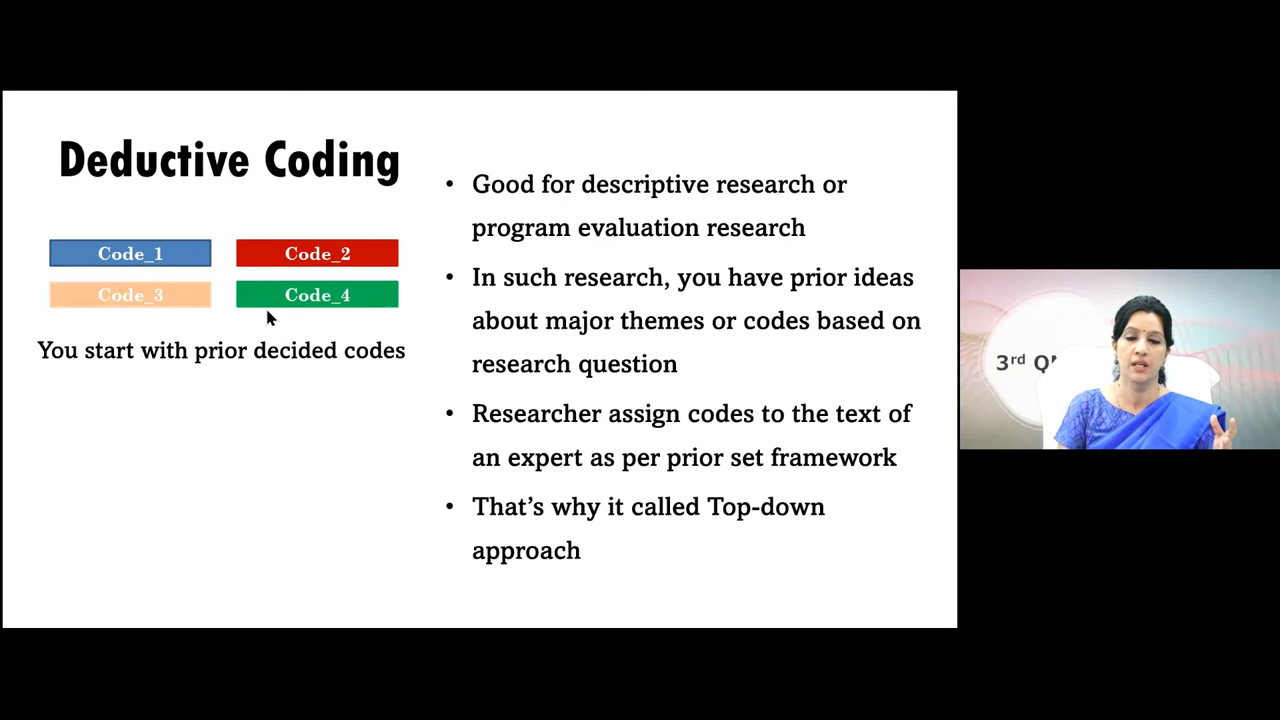 Deductive Coding
Code_1
Code_2
Code_3
Code_4
You start with prior decided codes
• Good for descriptive research or
program evaluation research
• In such research, you have prior ideas
about major themes or codes based on
research question
• Researcher assign codes to the text of
an expert as per prior set framework
• That’s why it called Top-down
approach
3rd